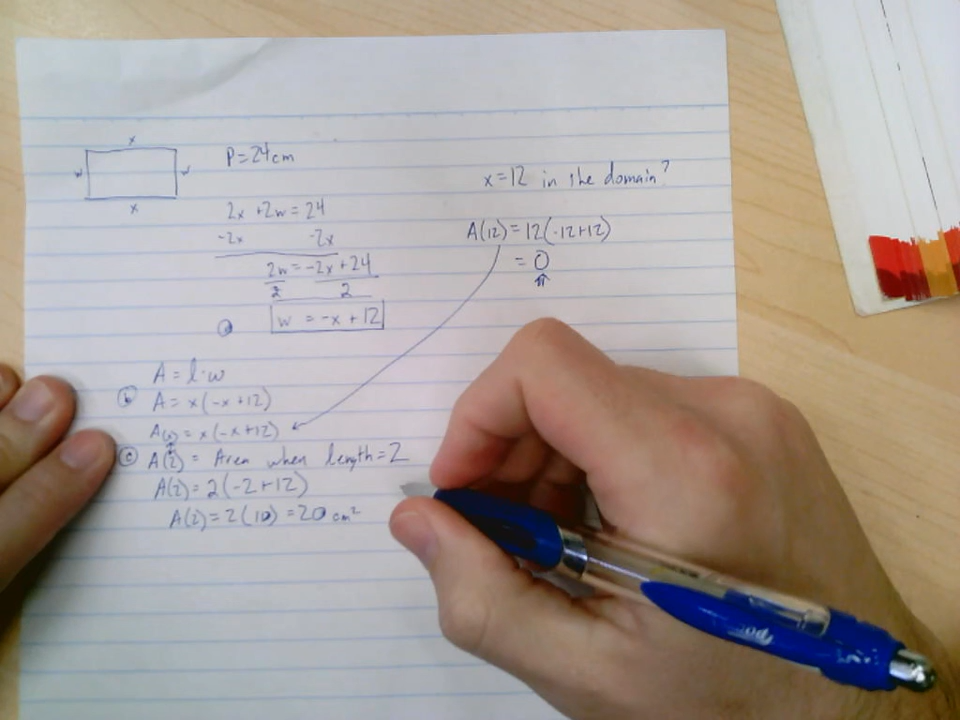 x
w w
x
P=24cm
2x +2w = 24
-2x -2x
2w = -2x + 24
2 2
a w = -x + 12
A = l·w
b A = x(-x+12)
A(x) = x(-x+12)
c A(2) = Area when length = 2
A(2) = 2(-2+12)
A(2) = 2(10) = 20 cm²
x=12 in the domain?
A(12) = 12(-12+12)
= 0